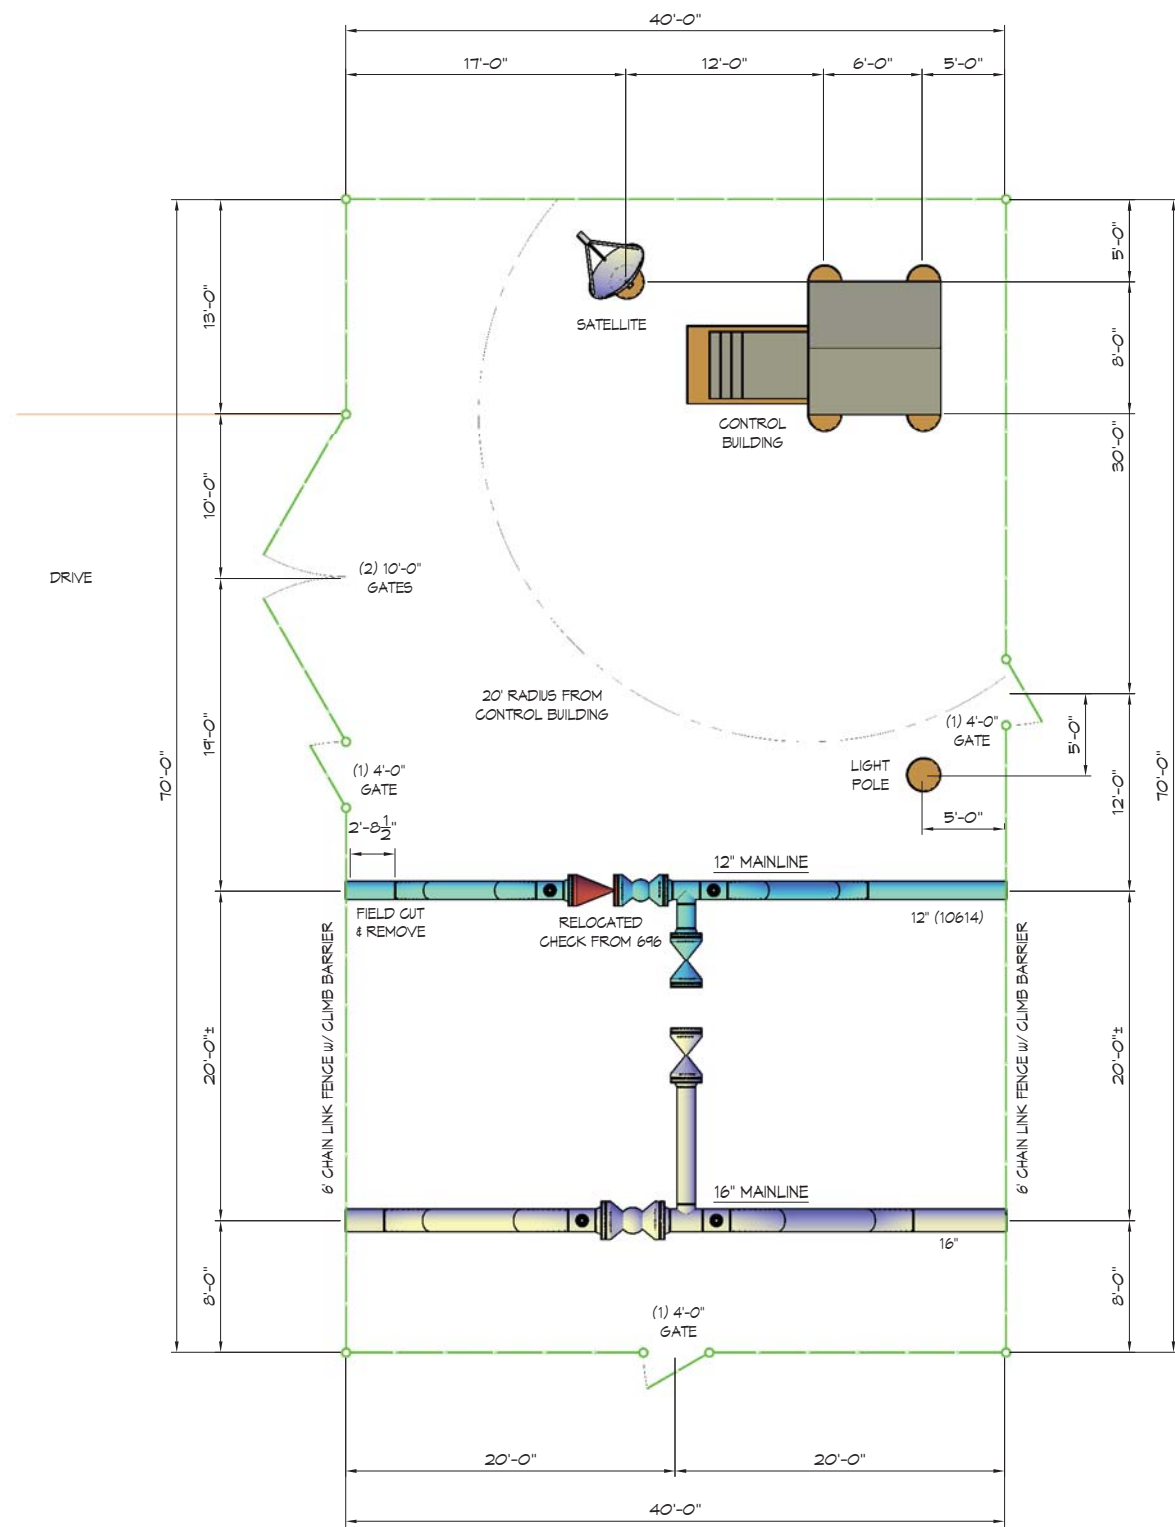 40'-0"
17'-0"
12'-0"
6'-0"
5'-0"
13'-0"
5'-0"
SATELLITE
8'-0"
CONTROL
BUILDING
30'-0"
10'-0"
DRIVE
(2) 10'-0"
GATES
20' RADIUS FROM
CONTROL BUILDING
19'-0"
70'-0"
(1) 4'-0"
GATE
5'-0"
(1) 4'-0"
GATE
LIGHT
POLE
12'-0"
70'-0"
2'-8 1/2"
5'-0"
12" MAINLINE
FIELD CUT
& REMOVE
RELOCATED
CHECK FROM 696
12" (10614)
6' CHAIN LINK FENCE W/ CLIMB BARRIER
6' CHAIN LINK FENCE W/ CLIMB BARRIER
20'-0"±
20'-0"±
16" MAINLINE
16"
8'-0"
8'-0"
(1) 4'-0"
GATE
20'-0"
20'-0"
40'-0"